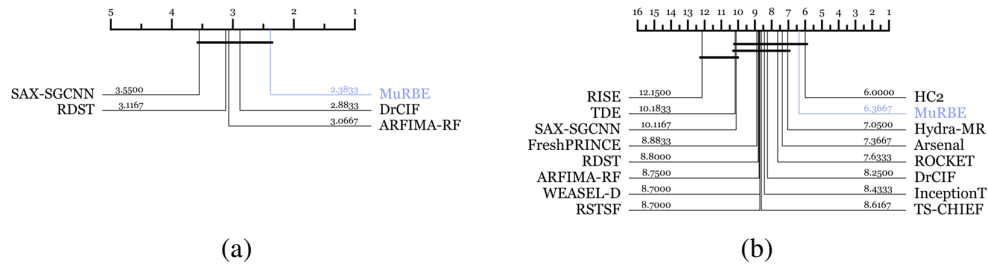 5 4 3 2 1
SAX-SGCNN 3.5500 2.3833 MuRBE
RDST 3.1167 2.8833 DrCIF
3.0667 ARFIMA-RF
(a)
16 15 14 13 12 11 10 9 8 7 6 5 4 3 2 1
RISE 12.1500 6.0000 HC2
TDE 10.1833 6.3667 MuRBE
SAX-SGCNN 10.1167 7.0500 Hydra-MR
FreshPRINCE 8.8833 7.3667 Arsenal
RDST 8.8000 7.6333 ROCKET
ARFIMA-RF 8.7500 8.2500 DrCIF
WEASEL-D 8.7000 8.4333 InceptionT
RSTSF 8.7000 8.6167 TS-CHIEF
(b)